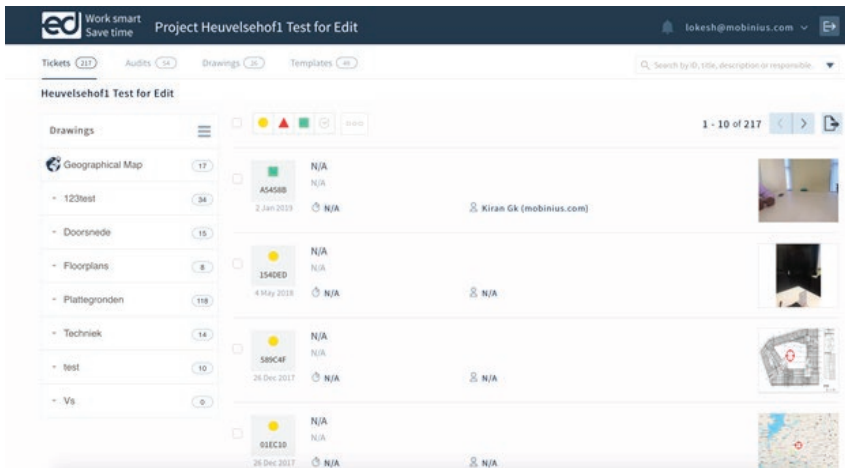 ed Work smart
Save time
Project Heuvelsehof1 Test for Edit
lokesh@mobinius.com
Tickets 217
Audits 54
Drawings 26
Templates 49
Search by ID, title, description or responsible.
Heuvelsehof1 Test for Edit
Drawings
Geographical Map 17
- 123test 34
- Doorsnede 15
- Floorplans 8
- Plattegronden 118
- Techniek 14
- test 10
- Vs 0
1 - 10 of 217
N/A
N/A
A5458B
2 Jan 2019
N/A
Kiran Gk (mobinius.com)
N/A
N/A
154DED
4 May 2018
N/A
N/A
N/A
N/A
589C4F
26 Dec 2017
N/A
N/A
N/A
N/A
01EC10
26 Dec 2017
N/A
N/A